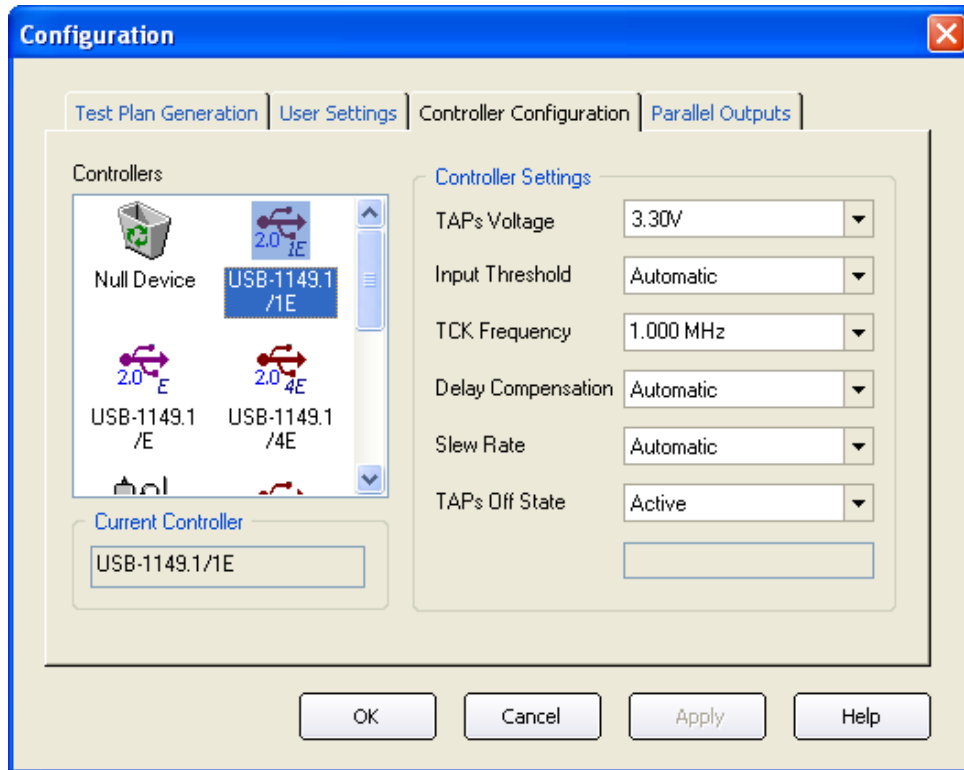 Configuration
Test Plan Generation
User Settings
Controller Configuration
Parallel Outputs
Controllers
2.0 1E
Null Device
USB-1149.1
/1E
2.0 E
2.0 4E
USB-1149.1
/E
USB-1149.1
/4E
Current Controller
USB-1149.1/1E
Controller Settings
TAPs Voltage
3.30V
Input Threshold
Automatic
TCK Frequency
1.000 MHz
Delay Compensation
Automatic
Slew Rate
Automatic
TAPs Off State
Active
OK
Cancel
Apply
Help